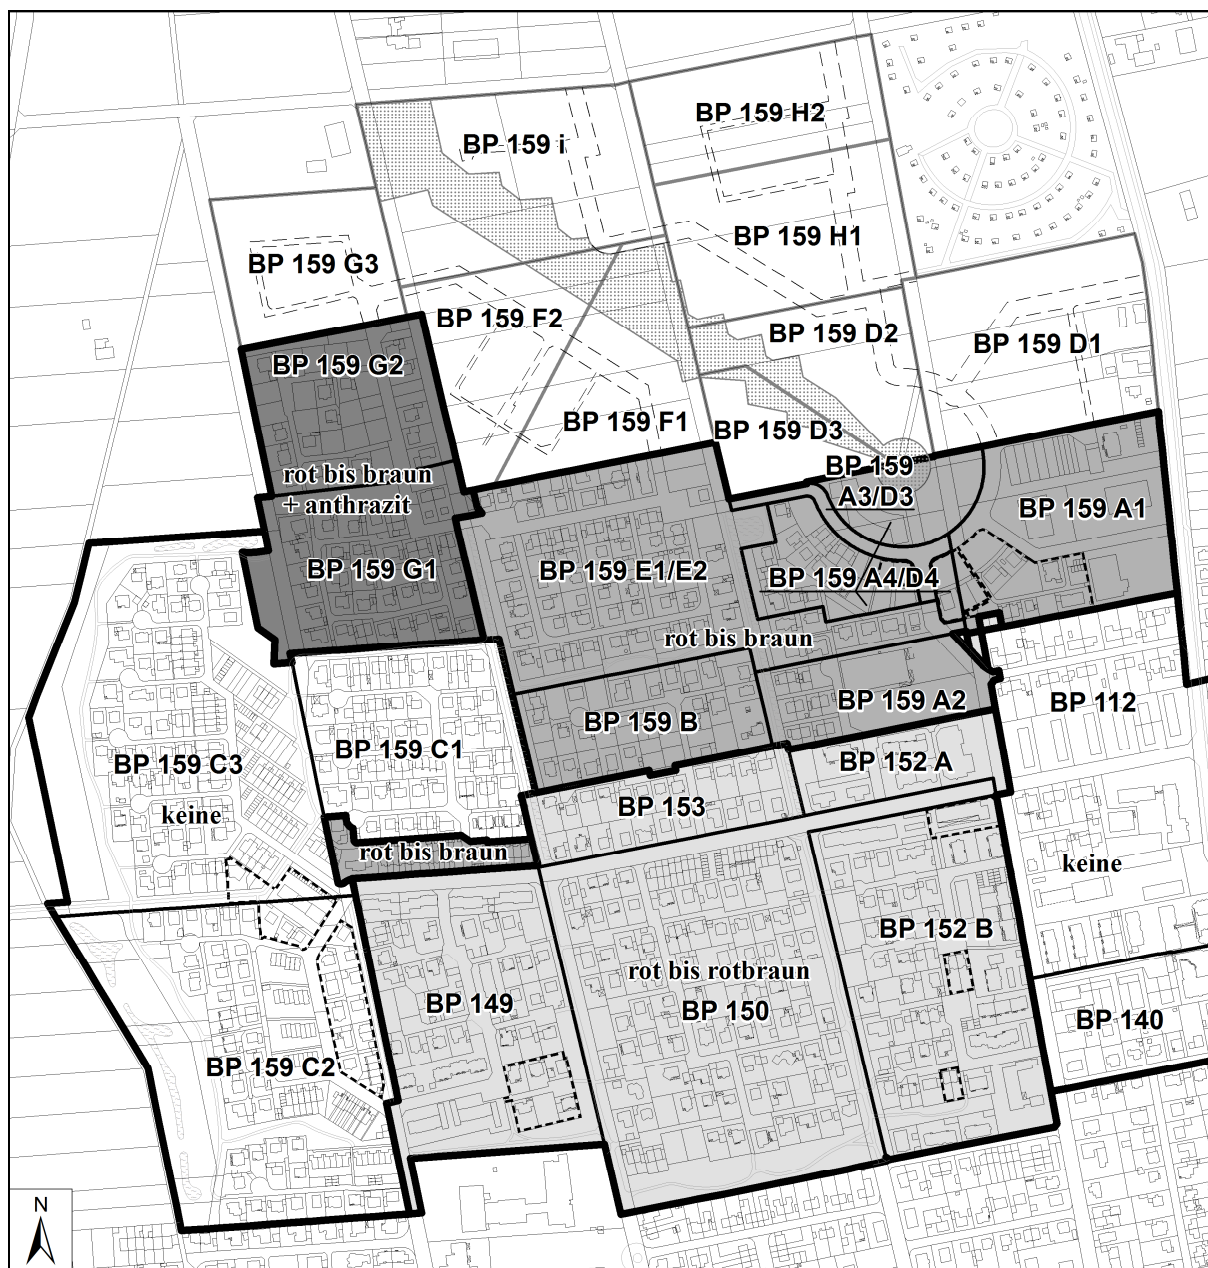 BP 159 H2
BP 159 i
BP 159 H1
BP 159 G3
BP 159 F2
BP 159 D2
BP 159 D1
BP 159 G2
BP 159 F1
BP 159 D3
BP 159
A3/D3
rot bis braun
+ anthrazit
BP 159 A1
BP 159 G1
BP 159 E1/E2
BP 159 A4/D4
rot bis braun
BP 159 A2
BP 112
BP 159 B
BP 159 C1
BP 159 C3
BP 152 A
BP 153
keine
rot bis braun
keine
BP 152 B
rot bis rotbraun
BP 149
BP 150
BP 140
BP 159 C2
N